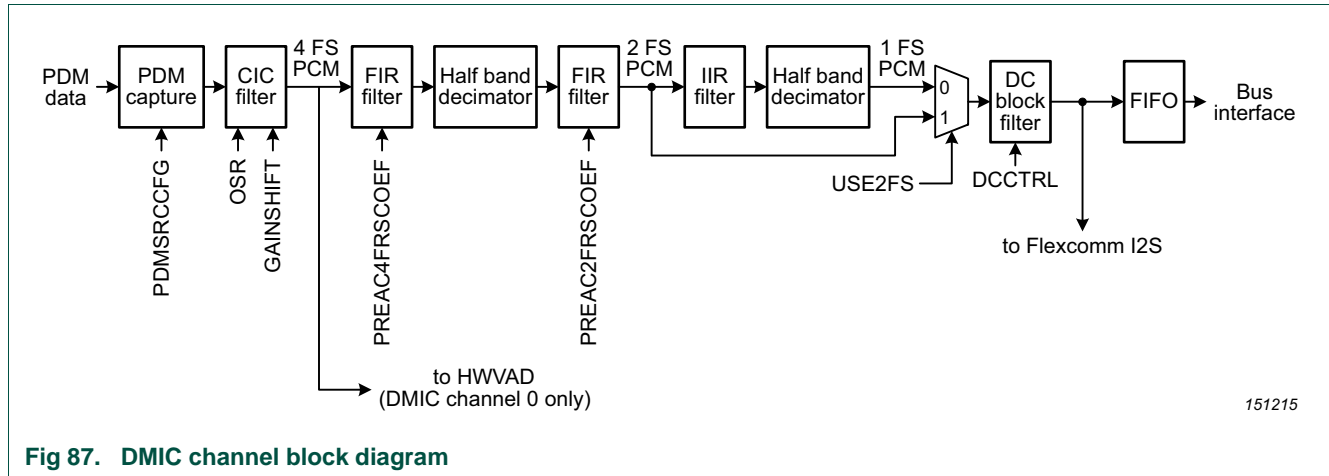 PDM
data
PDM
capture
CIC
filter
4 FS
PCM
FIR
filter
Half band
decimator
FIR
filter
2 FS
PCM
IIR
filter
Half band
decimator
1 FS
PCM
0
1
DC
block
filter
FIFO
Bus
interface
PDMSRCCFG
OSR
GAINSHIFT
PREAC4FRSCOEF
PREAC2FRSCOEF
USE2FS
DCCTRL
to Flexcomm I2S
to HWVAD
(DMIC channel 0 only)
151215
Fig 87. DMIC channel block diagram